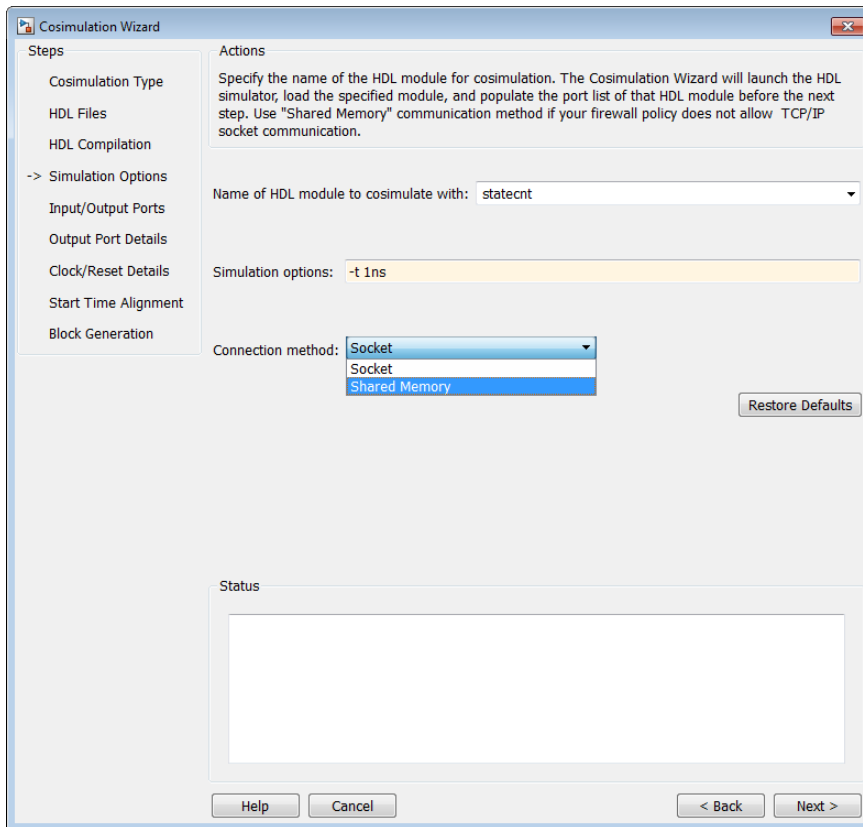 Cosimulation Wizard
Steps
Cosimulation Type
HDL Files
HDL Compilation
-> Simulation Options
Input/Output Ports
Output Port Details
Clock/Reset Details
Start Time Alignment
Block Generation
Actions
Specify the name of the HDL module for cosimulation. The Cosimulation Wizard will launch the HDL
simulator, load the specified module, and populate the port list of that HDL module before the next
step. Use "Shared Memory" communication method if your firewall policy does not allow TCP/IP
socket communication.
Name of HDL module to cosimulate with: statecnt
Simulation options: -t 1ns
Connection method: Socket
Socket
Shared Memory
Restore Defaults
Status
Help Cancel < Back Next >